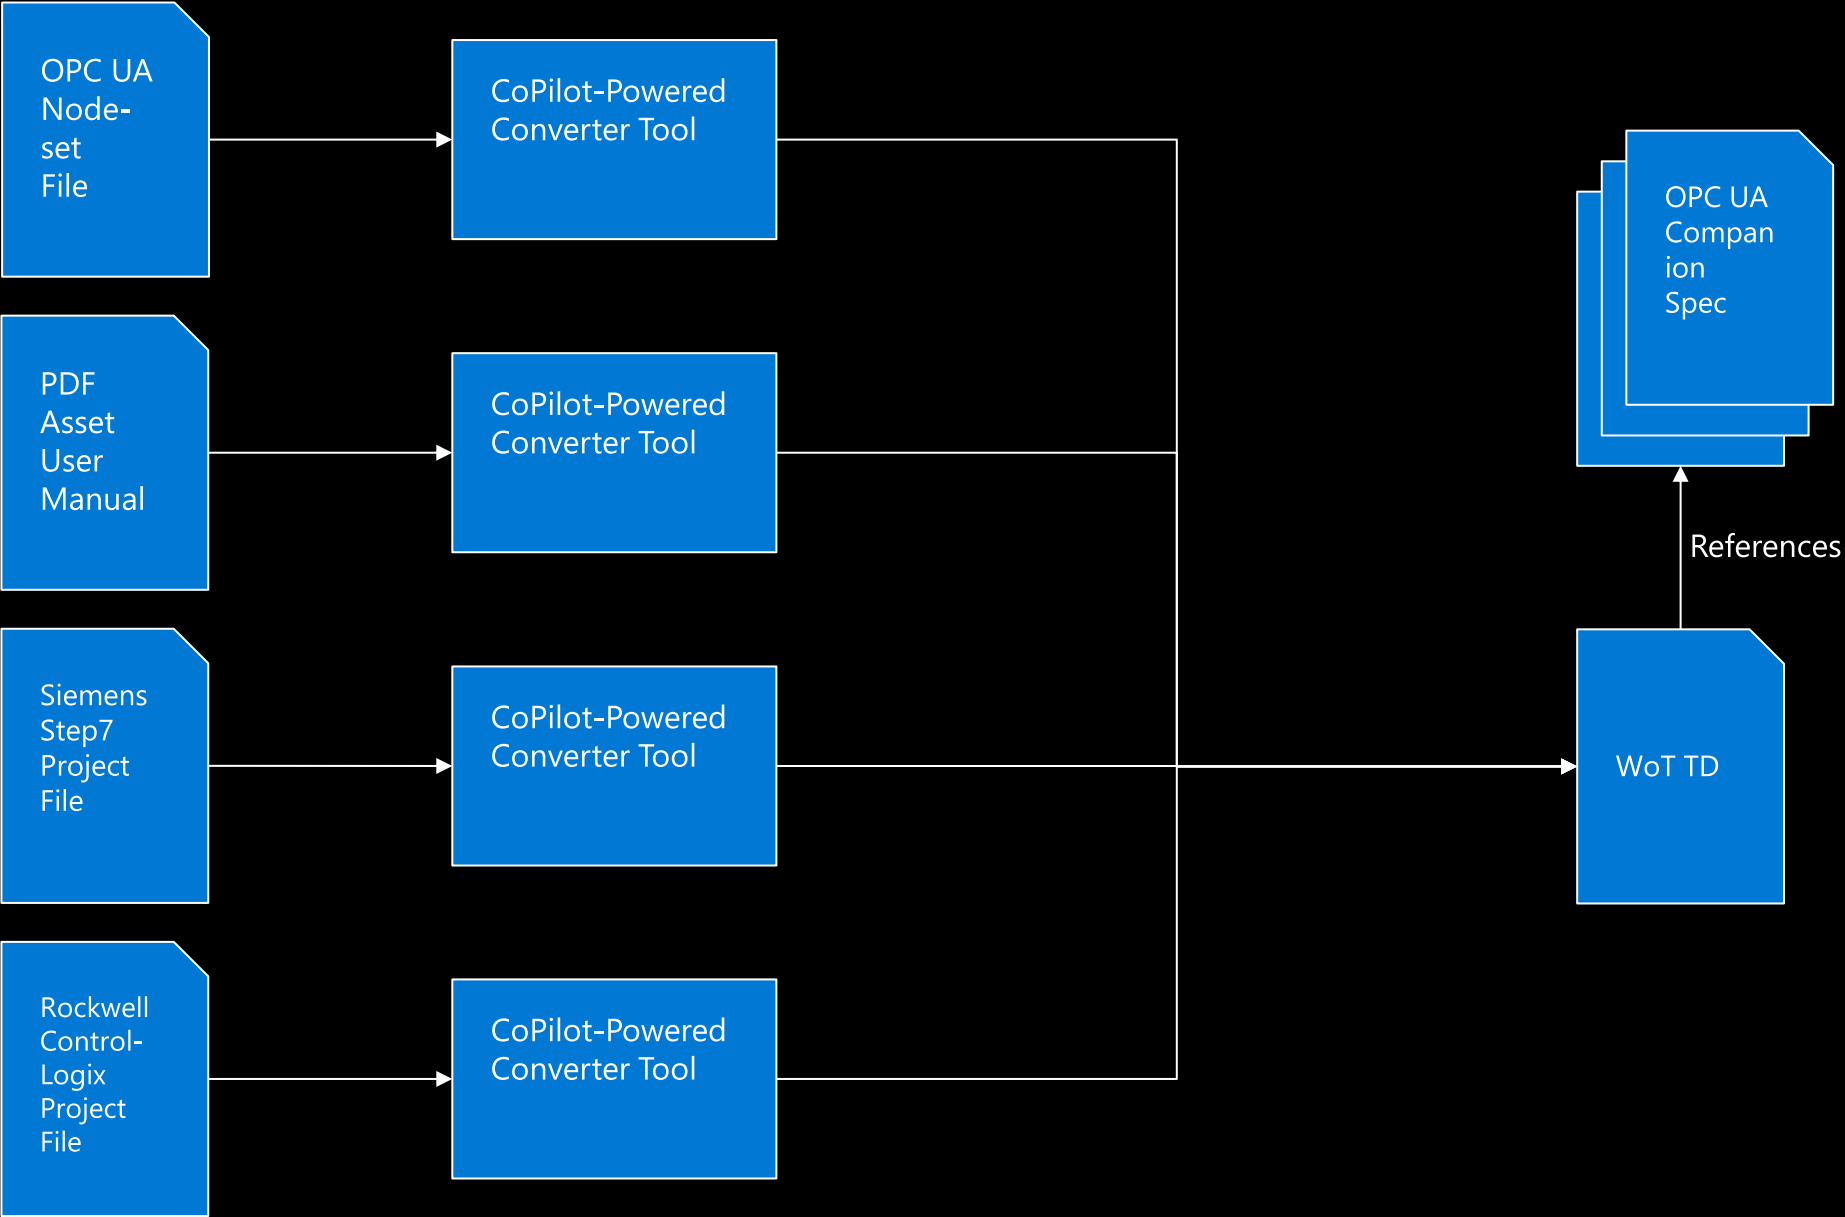 OPC UA
Node-
set
File
CoPilot-Powered
Converter Tool
OPC UA
Compan
ion
Spec
PDF
Asset
User
Manual
CoPilot-Powered
Converter Tool
References
Siemens
Step7
Project
File
CoPilot-Powered
Converter Tool
WoT TD
Rockwell
Control-
Logix
Project
File
CoPilot-Powered
Converter Tool